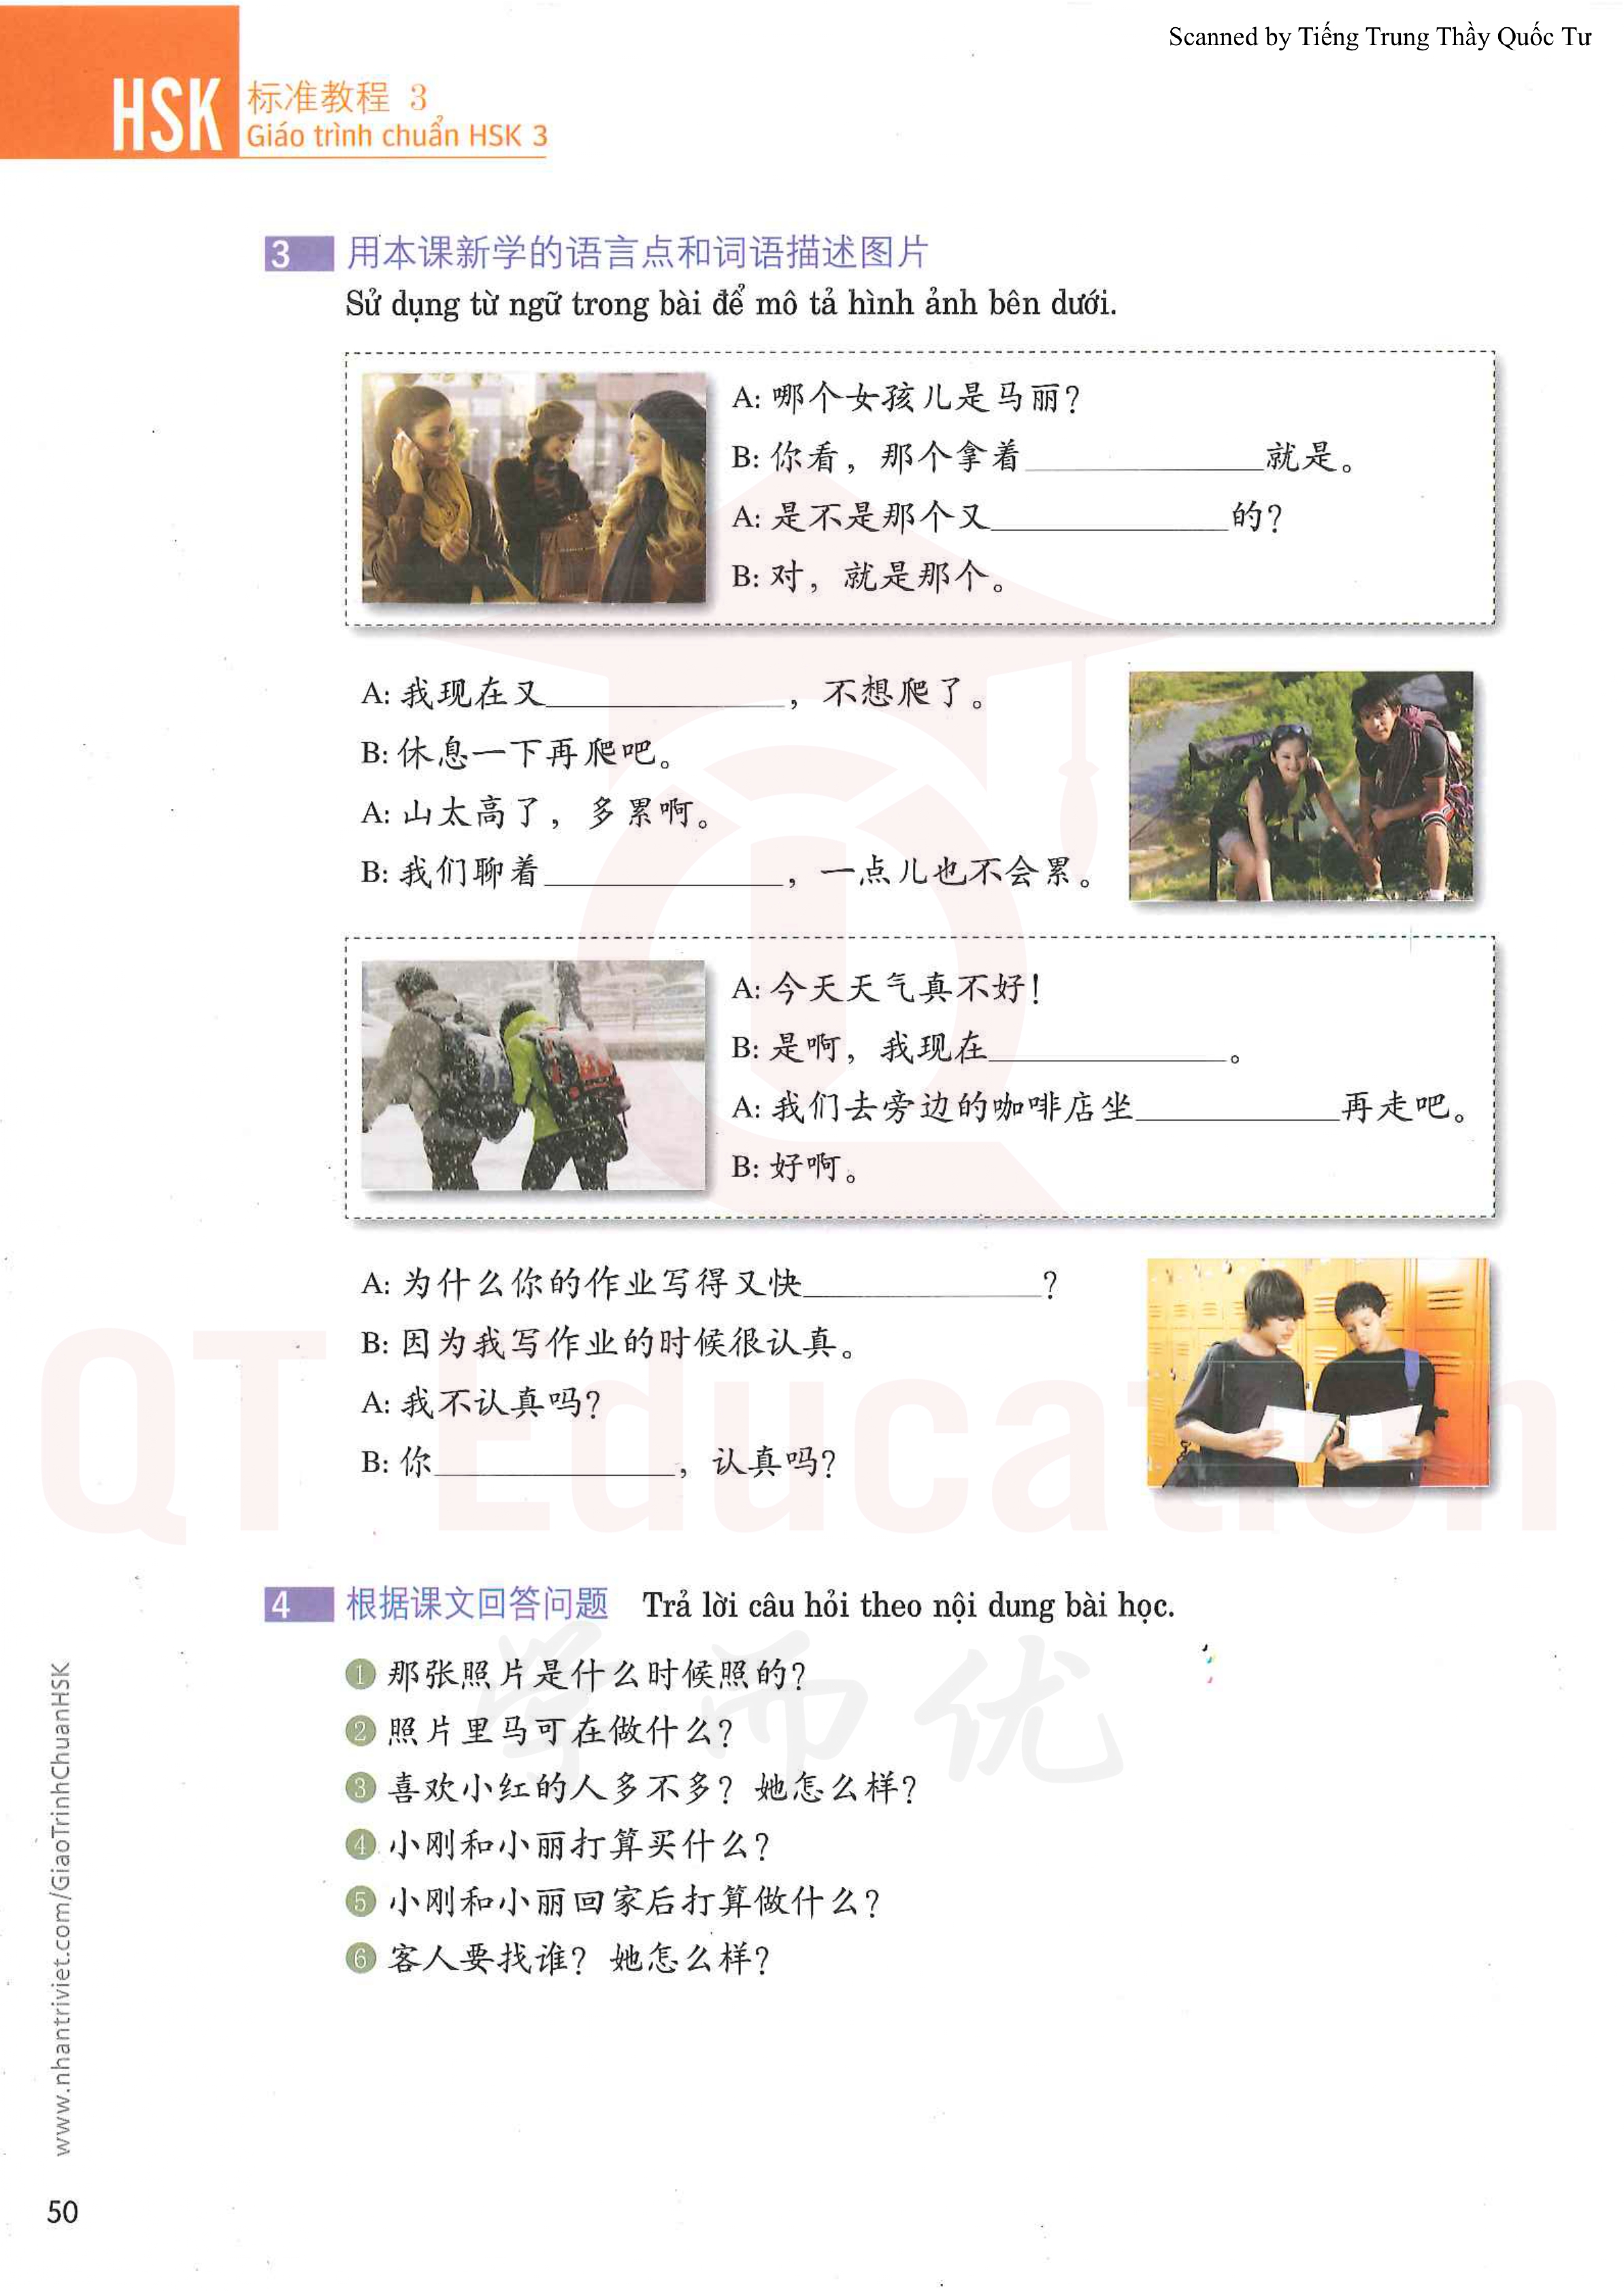 Scanned by Tiếng Trung Thầy Quốc Tư
HSK 标准教程 3
Giáo trình chuẩn HSK 3
3 用本课新学的语言点和词语描述图片
Sử dụng từ ngữ trong bài để mô tả hình ảnh bên dưới.
A: 哪个女孩儿是马丽?
B: 你看，那个拿着____________就是。
A: 是不是那个又____________的?
B: 对，就是那个。
A: 我现在又____________，不想爬了。
B: 休息一下再爬吧。
A: 山太高了，多累啊。
B: 我们聊着____________，一点儿也不会累。
A: 今天天气真不好!
B: 是啊，我现在____________。
A: 我们去旁边的咖啡店坐____________再走吧。
B: 好啊。
A: 为什么你的作业写得又快____________?
B: 因为我写作业的时候很认真。
A: 我不认真吗?
B: 你____________，认真吗?
QT Education
4 根据课文回答问题 Trả lời câu hỏi theo nội dung bài học.
学而优
1 那张照片是什么时候照的?
2 照片里马可在做什么?
3 喜欢小红的人多不多? 她怎么样?
4 小刚和小丽打算买什么?
5 小刚和小丽回家后打算做什么?
6 客人要找谁? 她怎么样?
www.nhantriviet.com/GiaoTrinhChuanHSK
50